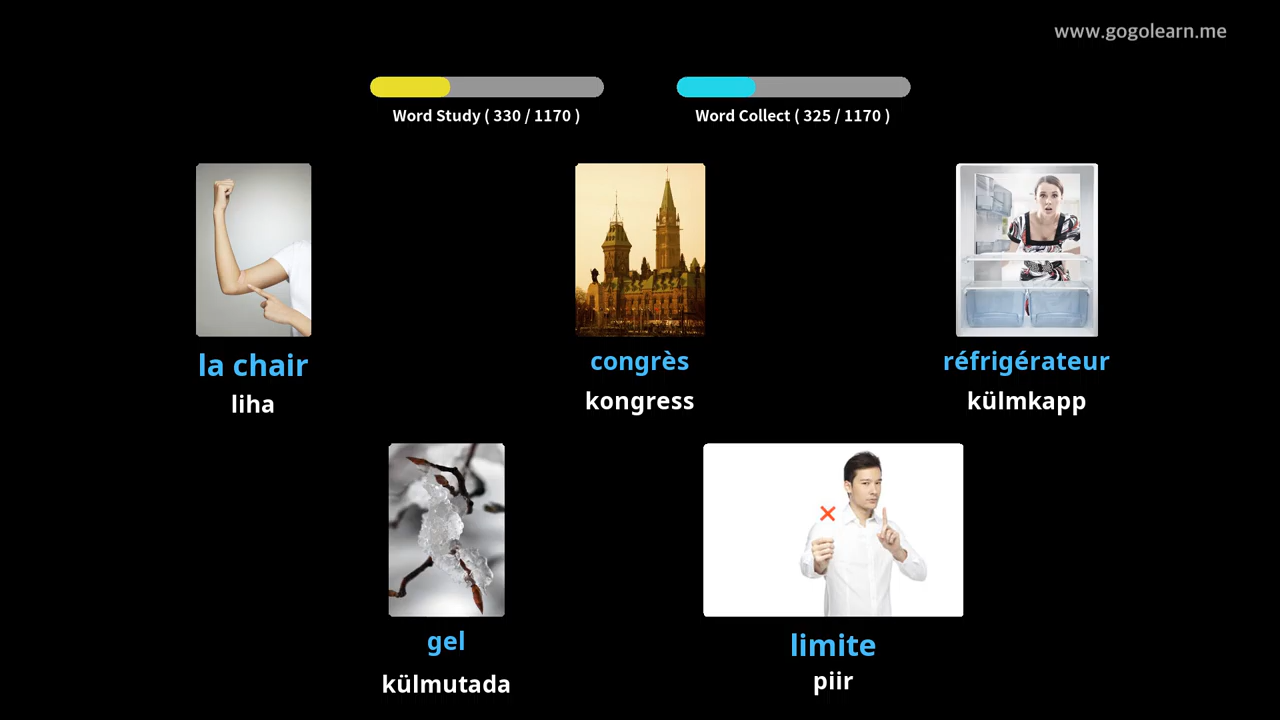 www.gogolearn.me
Word Study ( 330 / 1170 )
Word Collect ( 325 / 1170 )
la chair
liha
congrès
kongress
réfrigérateur
külmkapp
gel
külmutada
limite
piir